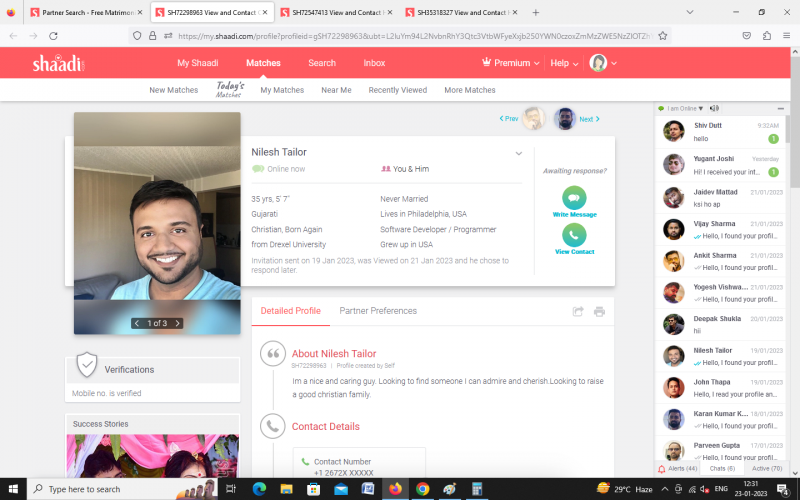 Partner Search - Free Matrimon
SH72298963 View and Contact
SH72547413 View and Contact
SH35318327 View and Contact
shaadi
My Shaadi
Matches
Search
Inbox
Premium
Help
New Matches
Today's Matches
My Matches
Near Me
Recently Viewed
More Matches
Prev
Next
Nilesh Tailor
Online now
You & Him
35 yrs, 5' 7"
Never Married
Gujarati
Lives in Philadelphia, USA
Christian, Born Again
Software Developer / Programmer
from Drexel University
Grew up in USA
Invitation sent on 19 Jan 2023, was Viewed on 21 Jan 2023 and he chose to
respond later.
Awaiting response?
Write Message
View Contact
1 of 3
Verifications
Mobile no. is verified
Success Stories
Detailed Profile
Partner Preferences
About Nilesh Tailor
SH72298963 | Profile created by Self
Im a nice and caring guy. Looking to find someone I can admire and cherish.Looking to raise
a good christian family.
Contact Details
Contact Number
+1 2672X XXXXX
I am Online
Shiv Dutt
9:32AM
hello
1
Yugant Joshi
Yesterday
Hi! I received your int...
1
Jaidev Mattad
21/01/2023
ksi ho ap
Vijay Sharma
21/01/2023
Hello, I found your profil...
Ankit Sharma
21/01/2023
Hello, I found your profil...
Yogesh Vishwa...
21/01/2023
Hello, I found your profil...
Deepak Shukla
20/01/2023
hii
Nilesh Tailor
19/01/2023
Hello, I found your profil...
John Thapa
19/01/2023
Hello, I read your profile an...
Karan Kumar K...
18/01/2023
Hello, I found your profil...
Parveen Gupta
17/01/2023
Hello, I found your profil...
Alerts (44)
Chats (6)
Active (70)
Type here to search
29°C Haze
12:31
23-01-2023
4